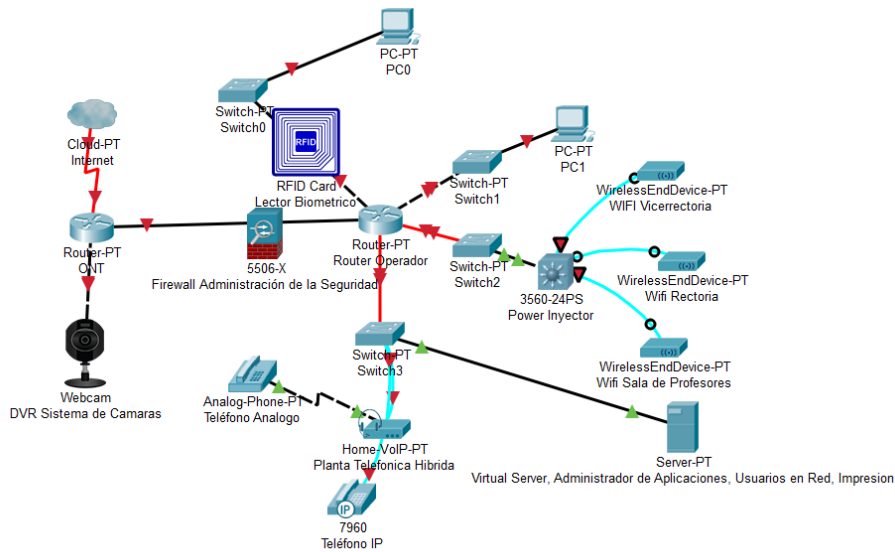 PC-PT
PC0
Switch-PT
Switch0
Cloud-PT
Internet
RFID
RFID Card
Lector Biometrico
PC-PT
PC1
Switch-PT
Switch1
WirelessEndDevice-PT
WIFI Vicerrectoria
Router-PT
ONT
5506-X
Firewall Administración de la Seguridad
Router-PT
Router Operador
Switch-PT
Switch2
3560-24PS
Power Inyector
WirelessEndDevice-PT
Wifi Rectoria
WirelessEndDevice-PT
Wifi Sala de Profesores
Switch-PT
Switch3
Webcam
DVR Sistema de Camaras
Analog-Phone-PT
Teléfono Analogo
Home-VoIP-PT
Planta Telefonica Hibrida
Server-PT
Virtual Server, Administrador de Aplicaciones, Usuarios en Red, Impresion
IP
7960
Teléfono IP